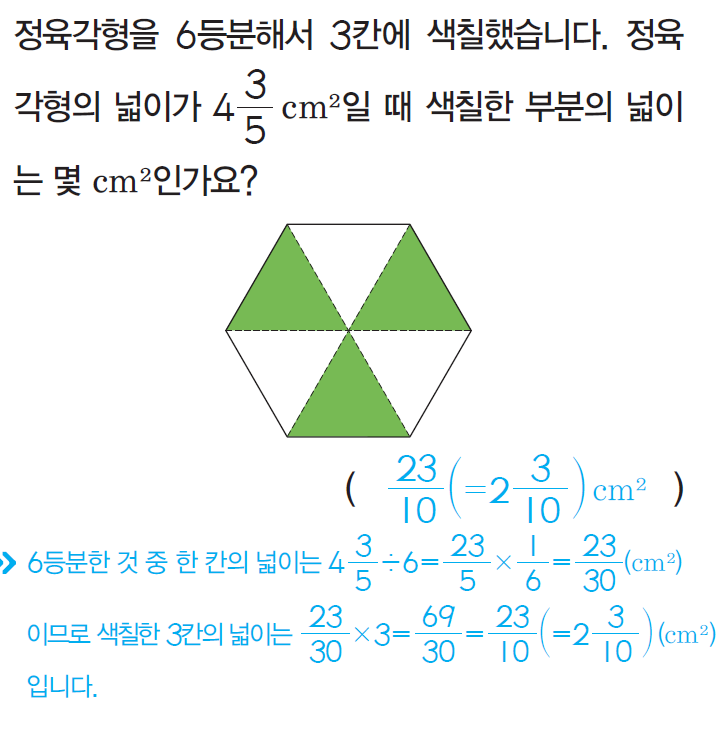 정육각형을 6등분해서 3칸에 색칠했습니다. 정육
각형의 넓이가 4 3/5 cm²일 때 색칠한 부분의 넓이
는 몇 cm²인가요?
( 23/10 (=2 3/10) cm² )
» 6등분한 것 중 한 칸의 넓이는 4 3/5÷6=23/5×1/6=23/30(cm²)
이므로 색칠한 3칸의 넓이는 23/30×3=69/30=23/10(=2 3/10)(cm²)
입니다.